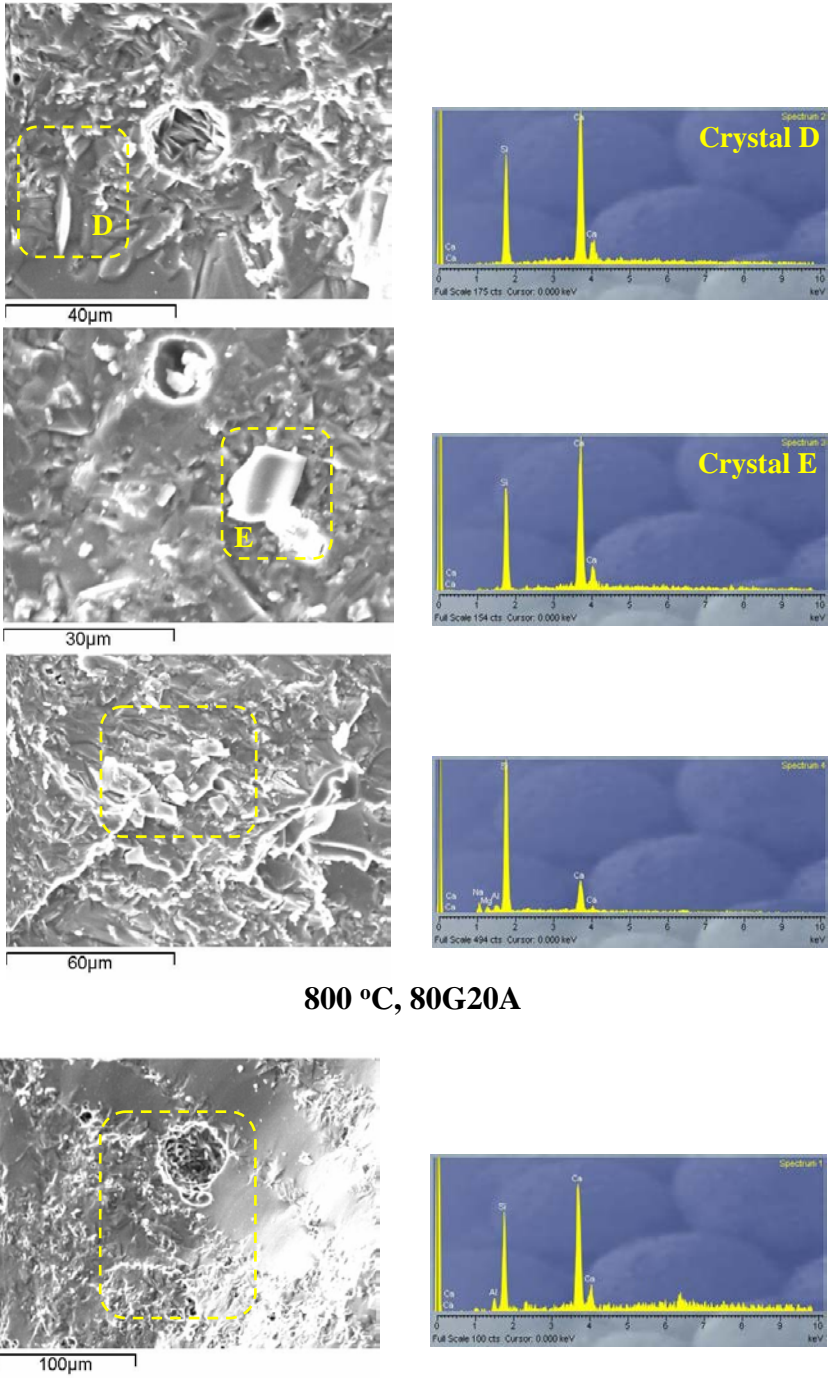 D
40µm
Spectrum 2
Crystal D
Ca
Si
Ca
Ca
Ca
0 1 2 3 4 5 6 7 8 9 10
Full Scale 175 cts Cursor: 0.000 keV
keV
E
30µm
Spectrum 3
Crystal E
Ca
Si
Ca
Ca
Ca
0 1 2 3 4 5 6 7 8 9 10
Full Scale 154 cts Cursor: 0.000 keV
keV
60µm
Spectrum 4
Si
Ca
Ca
Na
Mg
Al
Ca
Ca
0 1 2 3 4 5 6 7 8 9 10
Full Scale 494 cts Cursor: 0.000 keV
keV
800 °C, 80G20A
100µm
Spectrum 1
Ca
Si
Ca
Al
Ca
Ca
0 1 2 3 4 5 6 7 8 9 10
Full Scale 100 cts Cursor: 0.000 keV
keV